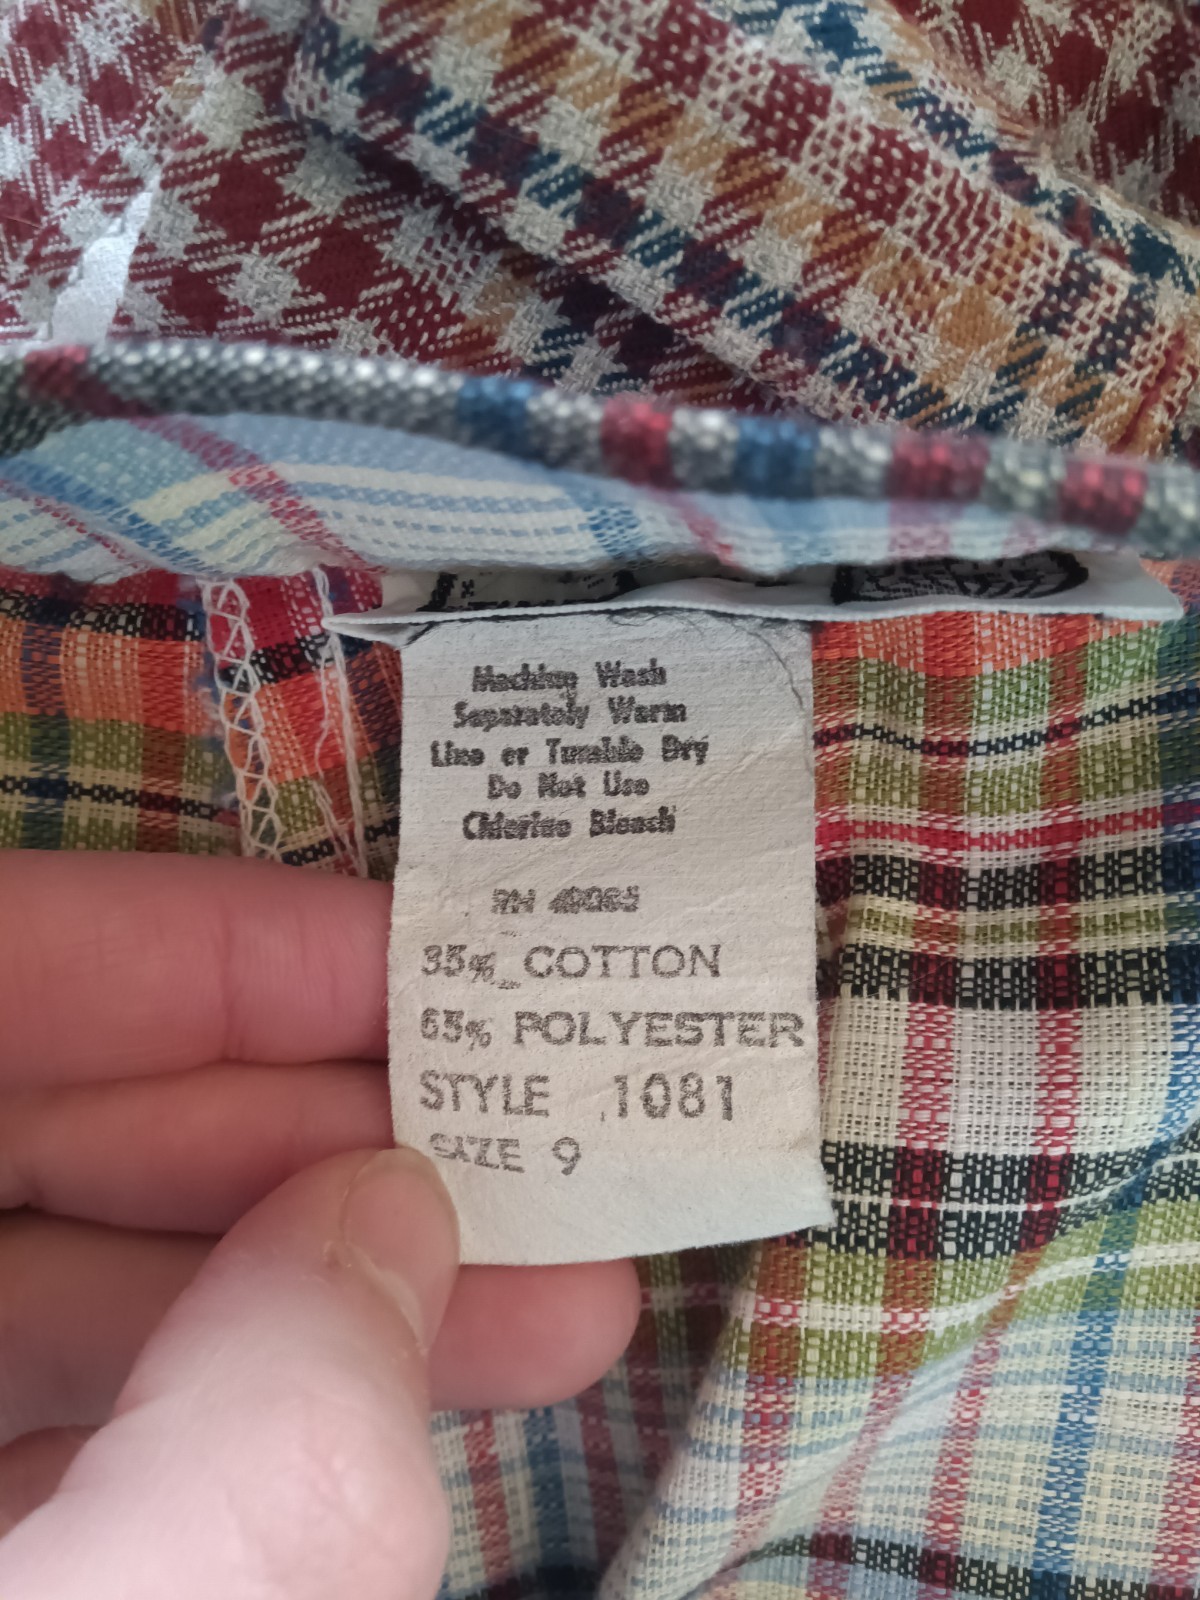 Machine Wash
Separately Warm
Line or Tumble Dry
Do Not Use
Chlorine Bleach
RN
35% COTTON
65% POLYESTER
STYLE 1081
SIZE 9